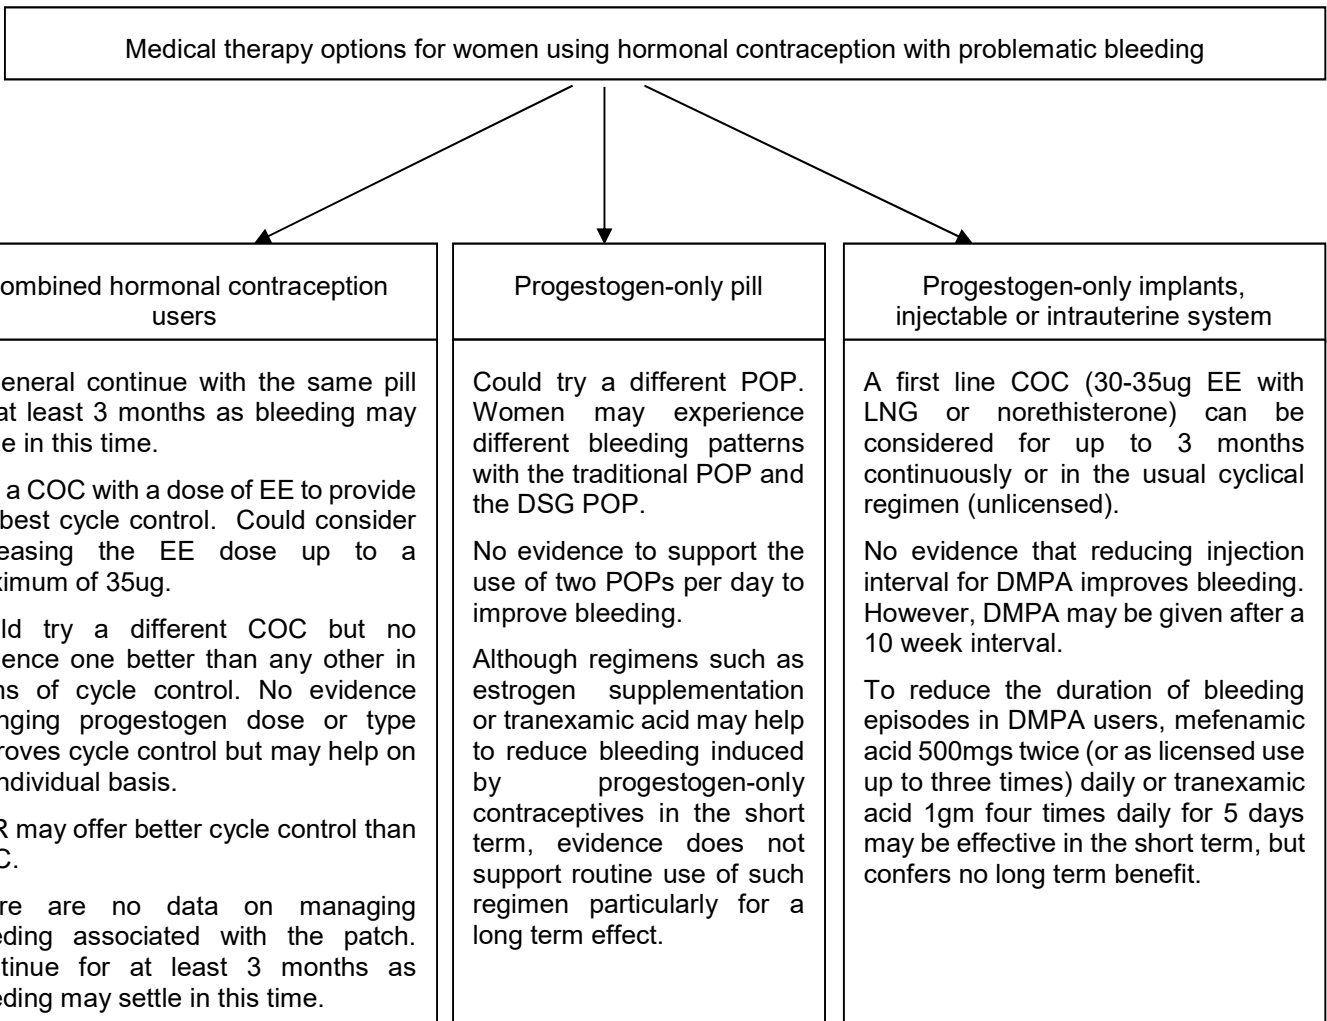 Medical therapy options for women using hormonal contraception with problematic bleeding
ombined hormonal contraception
users
eneral continue with the same pill
at least 3 months as bleeding may
e in this time.
a COC with a dose of EE to provide
best cycle control. Could consider
easing the EE dose up to a
ximum of 35ug.
ld try a different COC but no
ence one better than any other in
ns of cycle control. No evidence
nging progestogen dose or type
roves cycle control but may help on
ndividual basis.
R may offer better cycle control than
C.
re are no data on managing
eding associated with the patch.
tinue for at least 3 months as
eding may settle in this time.
Progestogen-only pill
Could try a different POP.
Women may experience
different bleeding patterns
with the traditional POP and
the DSG POP.
No evidence to support the
use of two POPs per day to
improve bleeding.
Although regimens such as
estrogen supplementation
or tranexamic acid may help
to reduce bleeding induced
by progestogen-only
contraceptives in the short
term, evidence does not
support routine use of such
regimen particularly for a
long term effect.
Progestogen-only implants,
injectable or intrauterine system
A first line COC (30-35ug EE with
LNG or norethisterone) can be
considered for up to 3 months
continuously or in the usual cyclical
regimen (unlicensed).
No evidence that reducing injection
interval for DMPA improves bleeding.
However, DMPA may be given after a
10 week interval.
To reduce the duration of bleeding
episodes in DMPA users, mefenamic
acid 500mgs twice (or as licensed use
up to three times) daily or tranexamic
acid 1gm four times daily for 5 days
may be effective in the short term, but
confers no long term benefit.